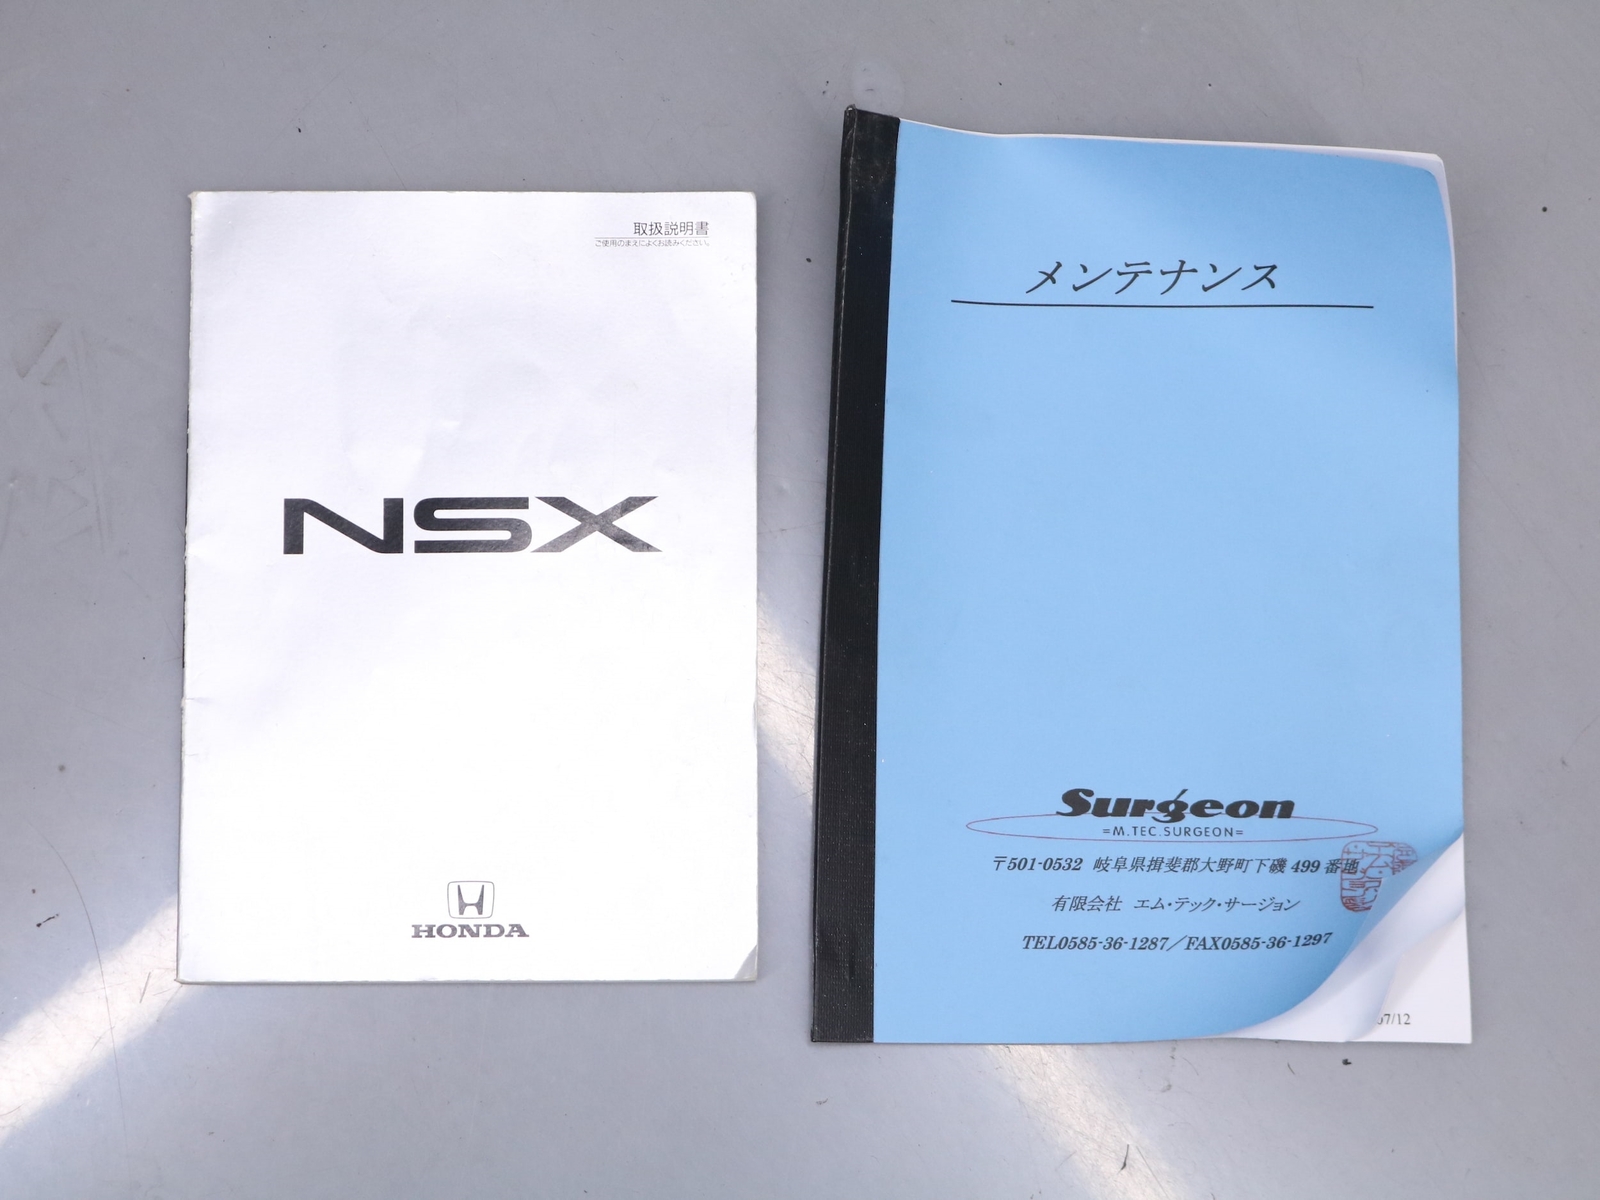 取扱説明書
ご使用のまえによくお読みください。
NSX
HONDA
メンテナンス
Surgeon
=M.TEC.SURGEON=
〒501-0532 岐阜県揖斐郡大野町下磯 499 番地
有限会社 エム・テック・サージョン
TEL0585-36-1287／FAX0585-36-1297
07/12